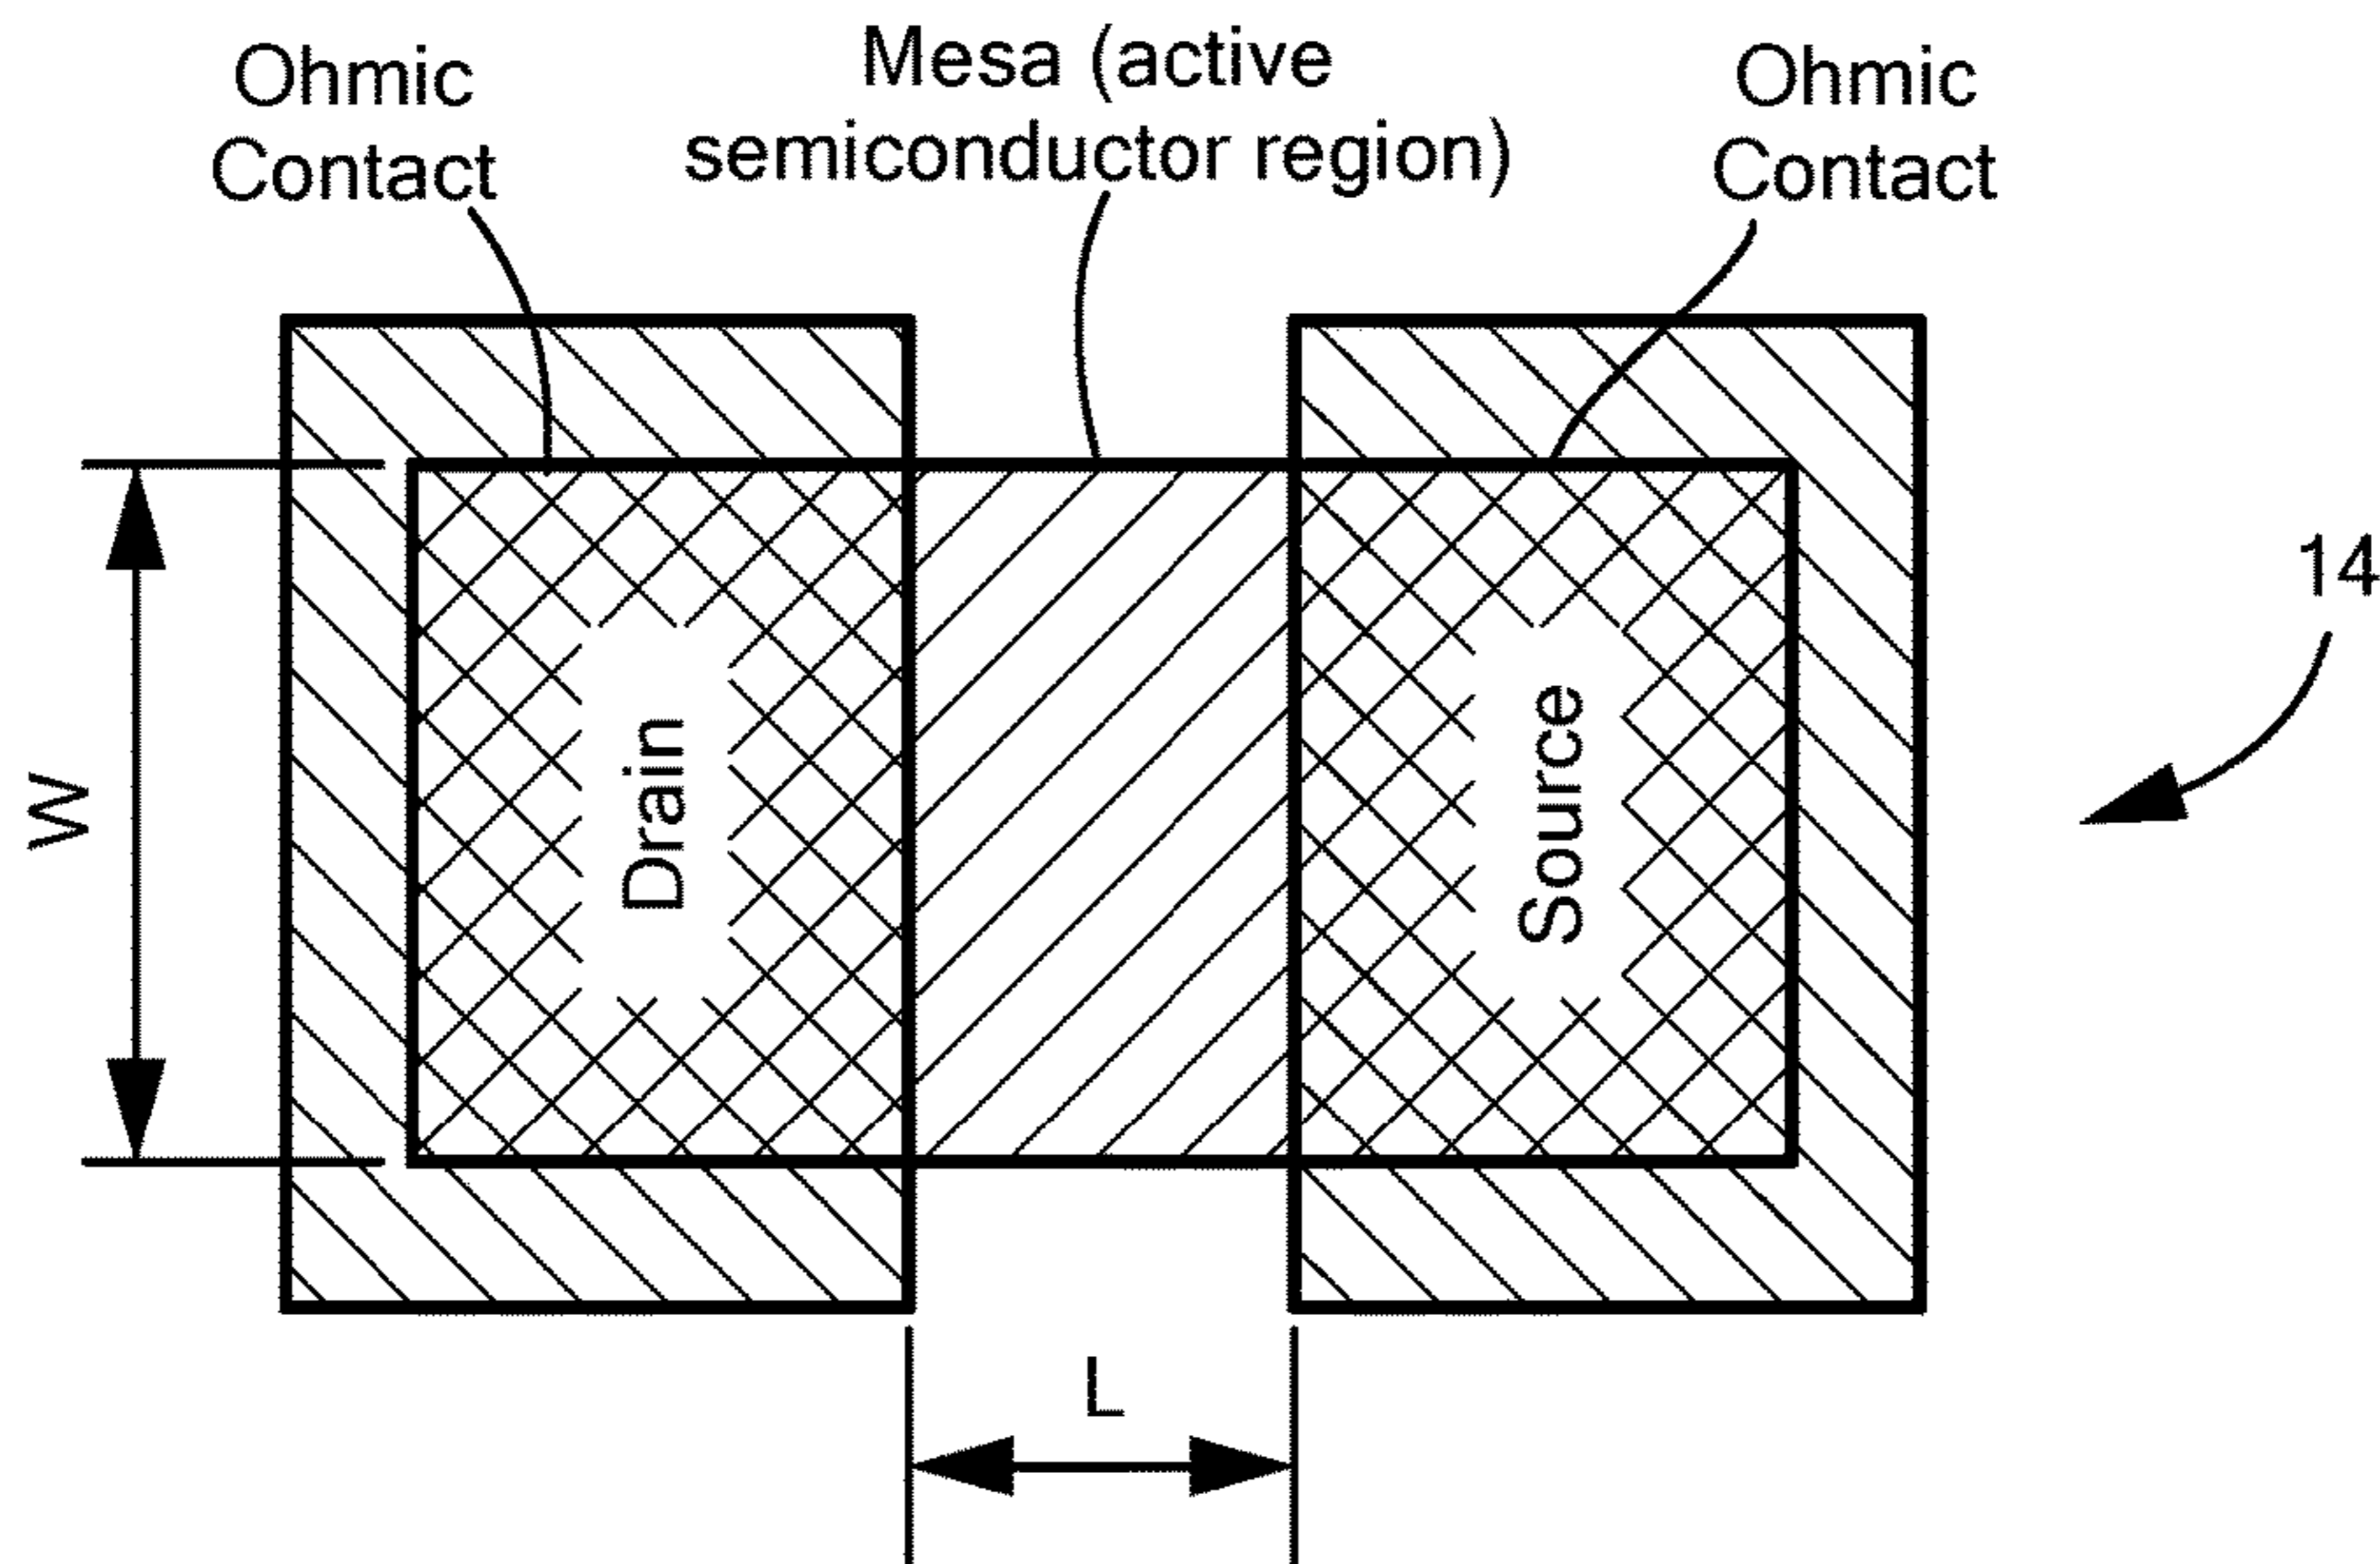 Ohmic
Contact
Mesa (active
semiconductor region)
Ohmic
Contact
14
W
Drain
Source
L